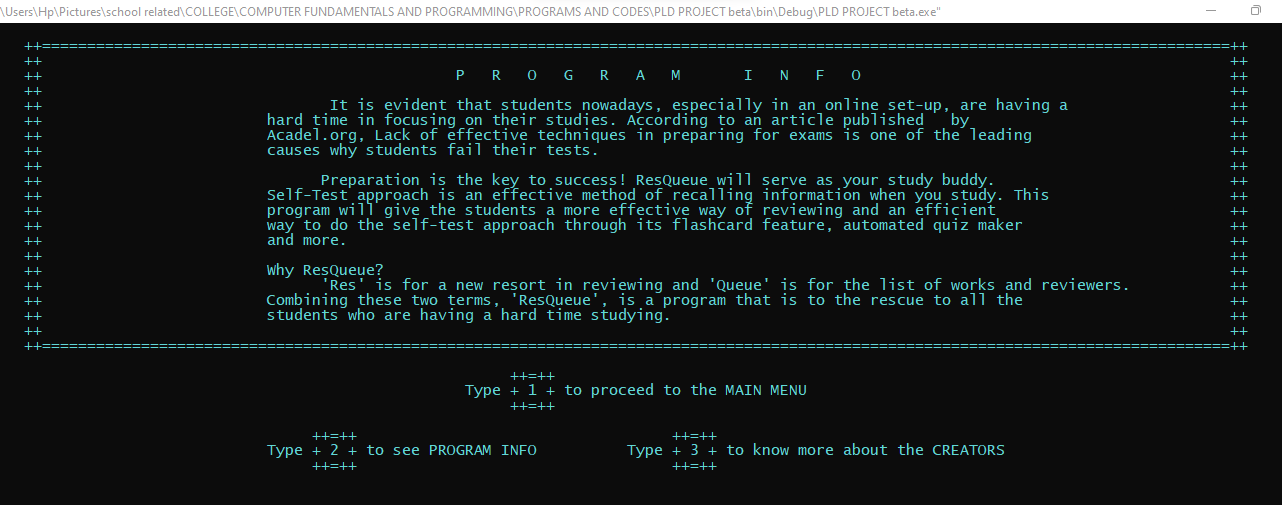 \Users\Hp\Pictures\school related\COLLEGE\COMPUTER FUNDAMENTALS AND PROGRAMMING\PROGRAMS AND CODES\PLD PROJECT beta\bin\Debug\PLD PROJECT beta.exe"
++====================================================================================================================================++
++ ++
++ P R O G R A M I N F O ++
++ ++
++ It is evident that students nowadays, especially in an online set-up, are having a ++
++ hard time in focusing on their studies. According to an article published by ++
++ Acadel.org, Lack of effective techniques in preparing for exams is one of the leading ++
++ causes why students fail their tests. ++
++ ++
++ Preparation is the key to success! ResQueue will serve as your study buddy. ++
++ Self-Test approach is an effective method of recalling information when you study. This ++
++ program will give the students a more effective way of reviewing and an efficient ++
++ way to do the self-test approach through its flashcard feature, automated quiz maker ++
++ and more. ++
++ ++
++ Why ResQueue? ++
++ 'Res' is for a new resort in reviewing and 'Queue' is for the list of works and reviewers. ++
++ Combining these two terms, 'ResQueue', is a program that is to the rescue to all the ++
++ students who are having a hard time studying. ++
++ ++
++====================================================================================================================================++
++=++
Type + 1 + to proceed to the MAIN MENU
++=++
++=++ ++=++
Type + 2 + to see PROGRAM INFO Type + 3 + to know more about the CREATORS
++=++ ++=++